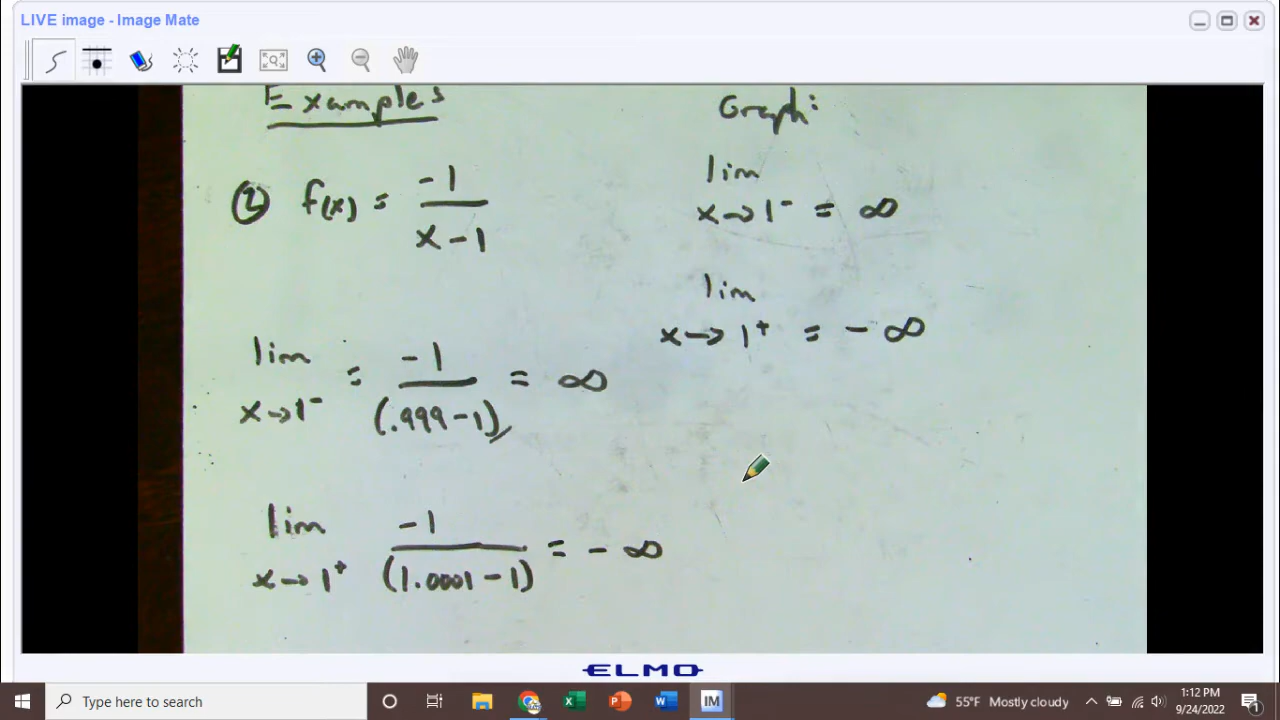 LIVE image - Image Mate
Examples
② f(x) = -1 / x - 1
lim x→1⁻ = -1 / (.999 - 1) = ∞
lim x→1⁺ -1 / (1.0001 - 1) = - ∞
Graph:
lim x→1⁻ = ∞
lim x→1⁺ = - ∞
ELMO
Type here to search
IM
55°F Mostly cloudy
1:12 PM
9/24/2022
1